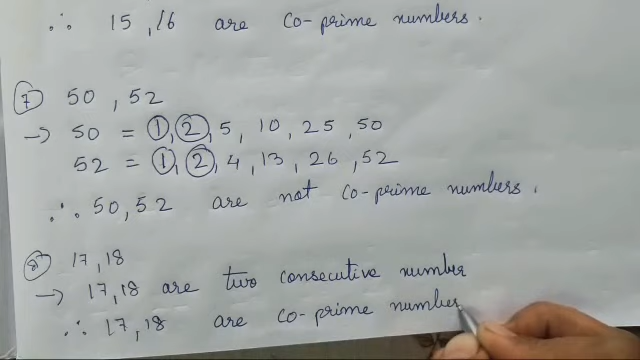 ∴ 15, 16 are co-prime numbers.
⑦ 50, 52
→ 50 = ①, ②, 5, 10, 25, 50
52 = ①, ②, 4, 13, 26, 52
∴ 50, 52 are not co-prime numbers.
⑧ 17, 18
→ 17, 18 are two consecutive number
∴ 17, 18 are co-prime number